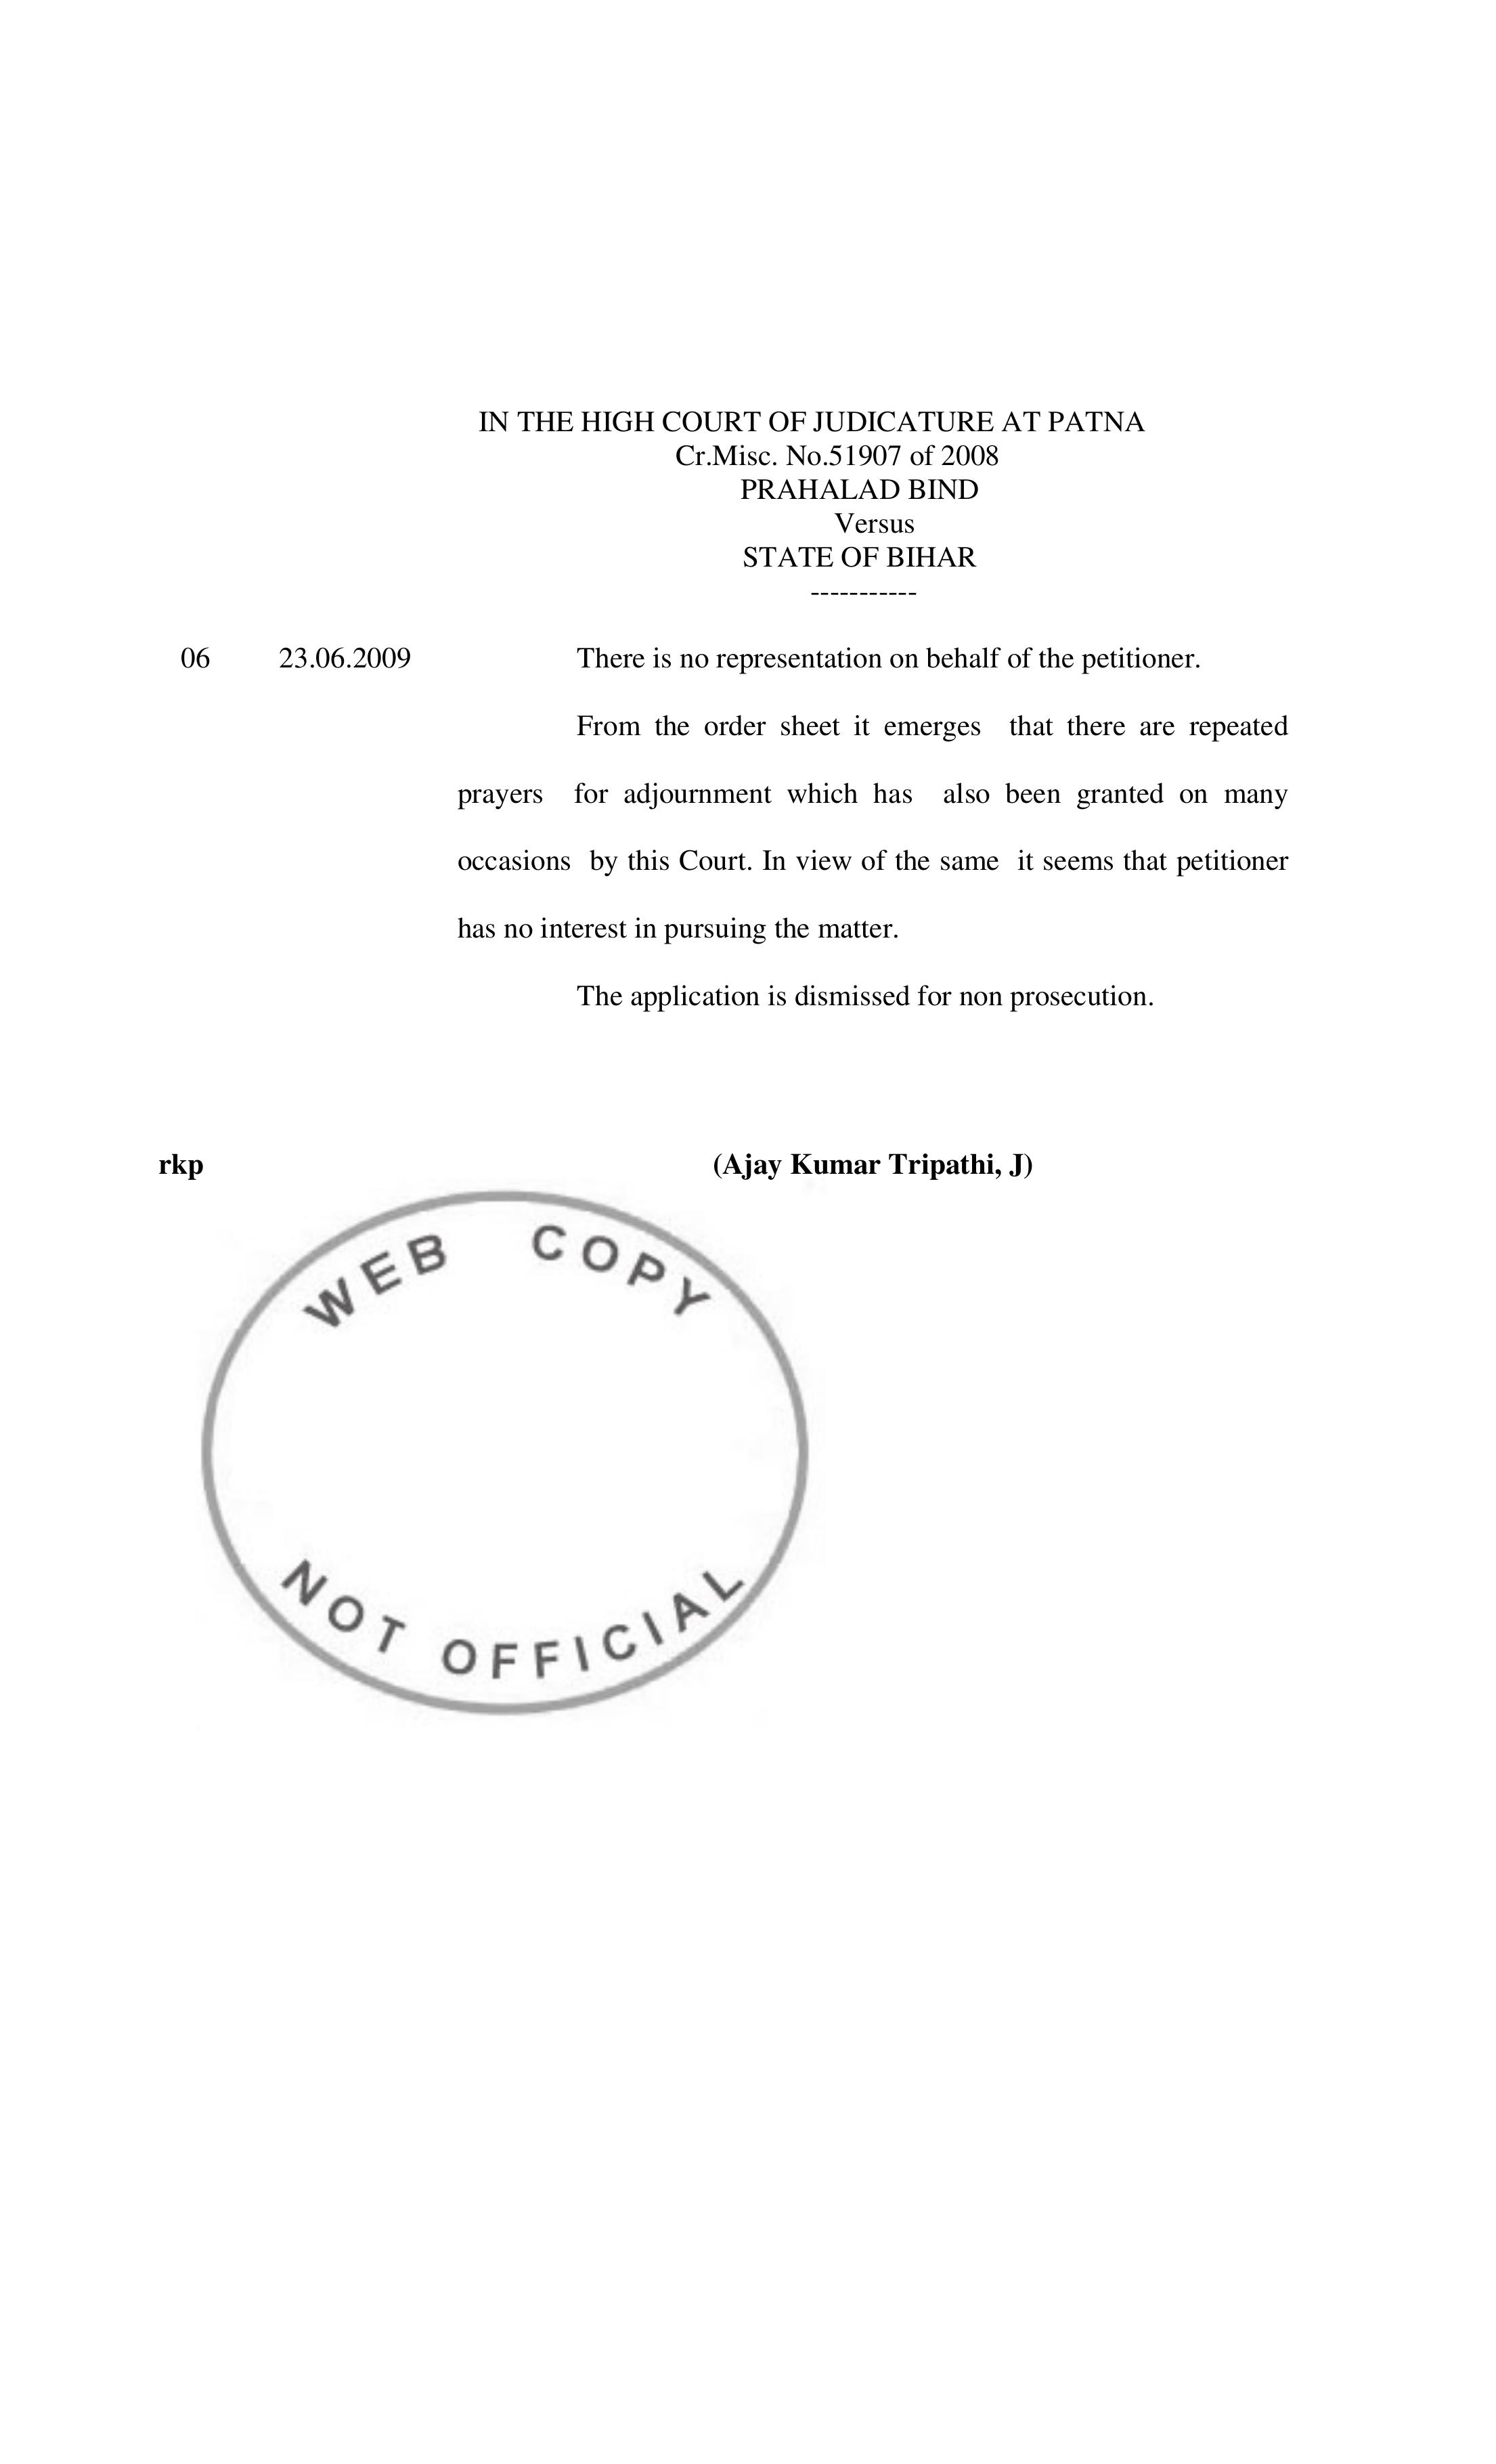 IN THE HIGH COURT OF JUDICATURE AT PATNA
Cr.Misc. No.51907 of 2008
PRAHALAD BIND
Versus
STATE OF BIHAR
-----------
06 23.06.2009 There is no representation on behalf of the petitioner.
From the order sheet it emerges that there are repeated
prayers for adjournment which has also been granted on many
occasions by this Court. In view of the same it seems that petitioner
has no interest in pursuing the matter.
The application is dismissed for non prosecution.
rkp (Ajay Kumar Tripathi, J)
WEB COPY
NOT OFFICIAL